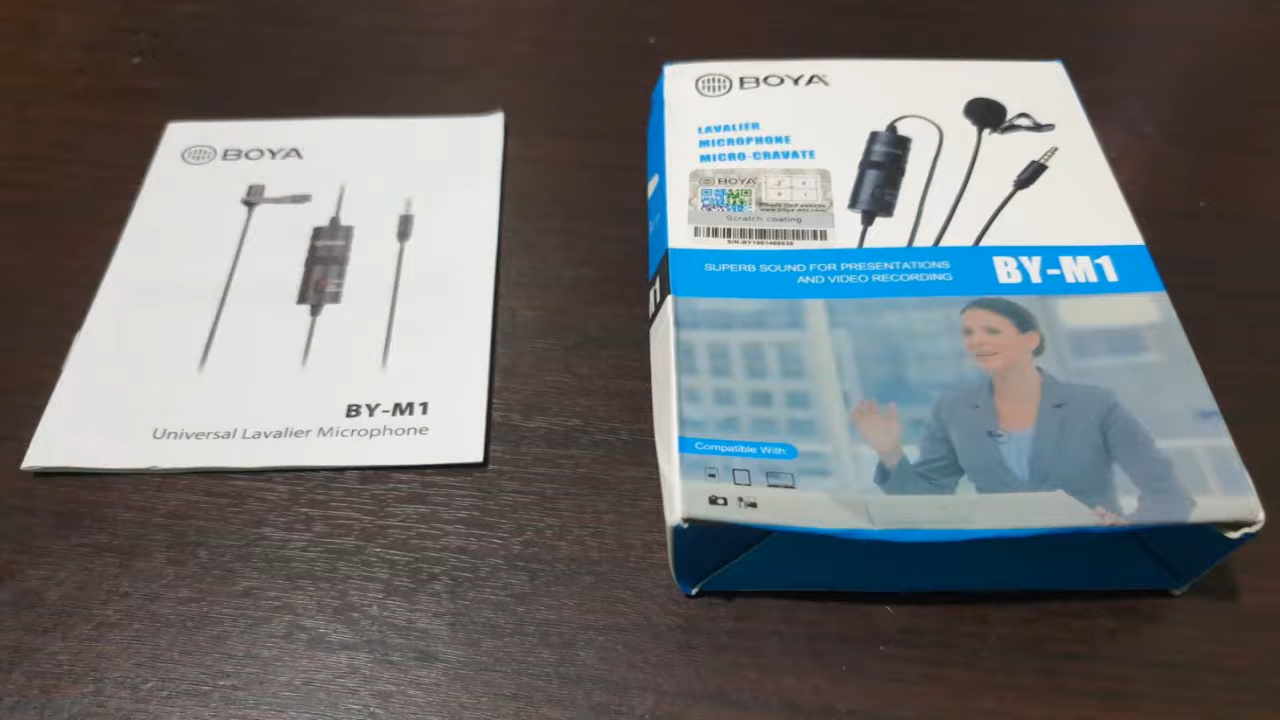 BOYA
BY-M1
Universal Lavalier Microphone
BOYA
LAVALIER
MICROPHONE
MICRO-CRAVATE
BOYA
Scratch coating
SUPERB SOUND FOR PRESENTATIONS
AND VIDEO RECORDING
BY-M1
Compatible With: